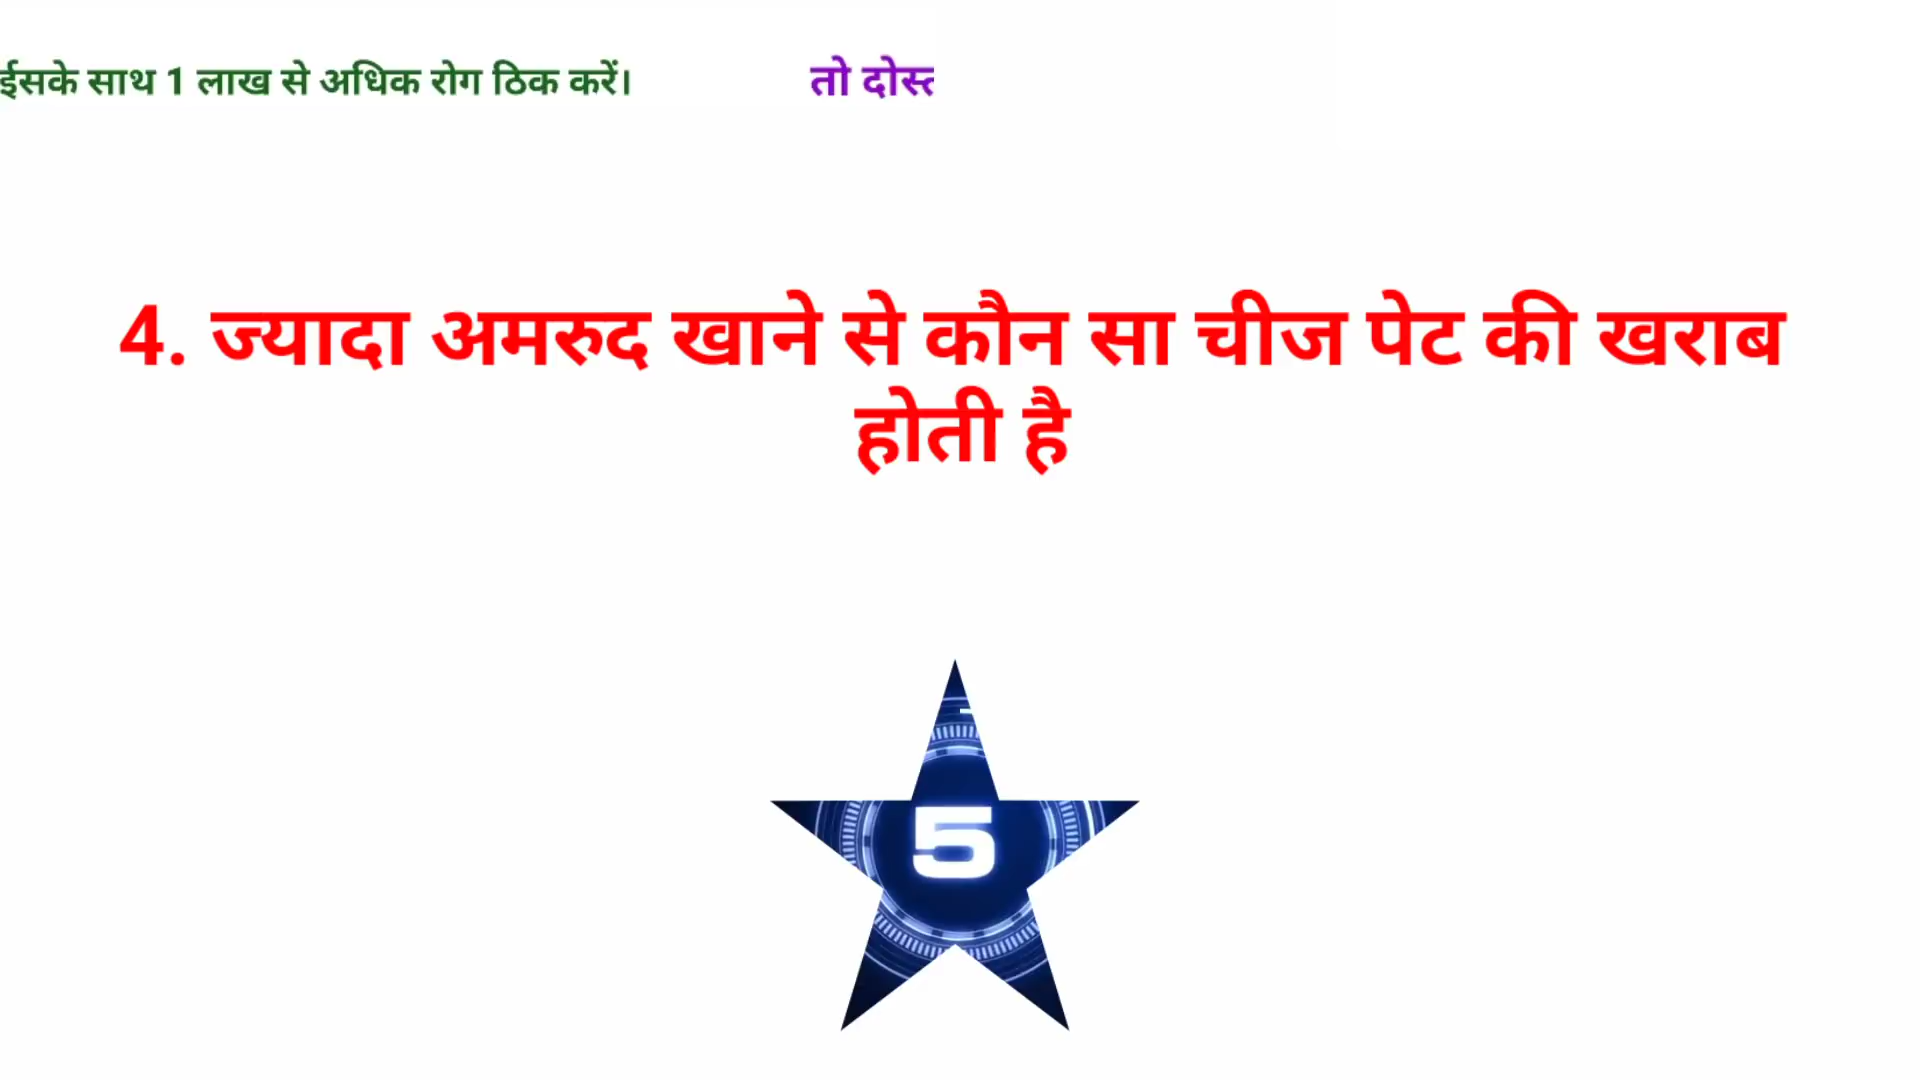 ईसके साथ 1 लाख से अधिक रोग ठिक करें। तो
4. ज्यादा अमरुद खाने से कौन सा चीज पेट की खराब
होती है
5